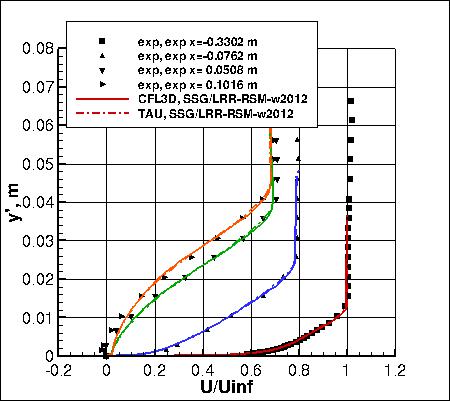 exp, exp x=-0.3302 m
exp, exp x=-0.0762 m
exp, exp x=0.0508 m
exp, exp x=0.1016 m
CFL3D, SSG/LRR-RSM-w2012
TAU, SSG/LRR-RSM-w2012
0.08
0.07
0.06
0.05
0.04
0.03
0.02
0.01
0
y', m
-0.2 0 0.2 0.4 0.6 0.8 1 1.2
U/Uinf